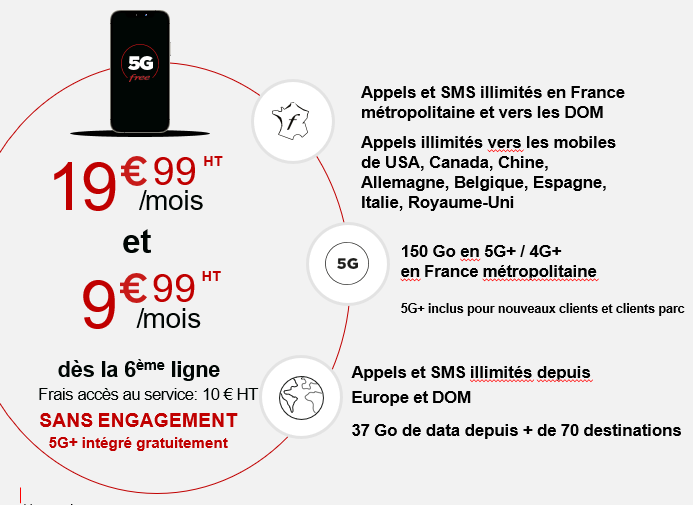 5G
free
19 € 99 HT
/mois
et
9 € 99 HT
/mois
dès la 6ème ligne
Frais accès au service: 10 € HT
SANS ENGAGEMENT
5G+ intégré gratuitement
f
Appels et SMS illimités en France
métropolitaine et vers les DOM
Appels illimités vers les mobiles
de USA, Canada, Chine,
Allemagne, Belgique, Espagne,
Italie, Royaume-Uni
5G
150 Go en 5G+ / 4G+
en France métropolitaine
5G+ inclus pour nouveaux clients et clients parc
Appels et SMS illimités depuis
Europe et DOM
37 Go de data depuis + de 70 destinations